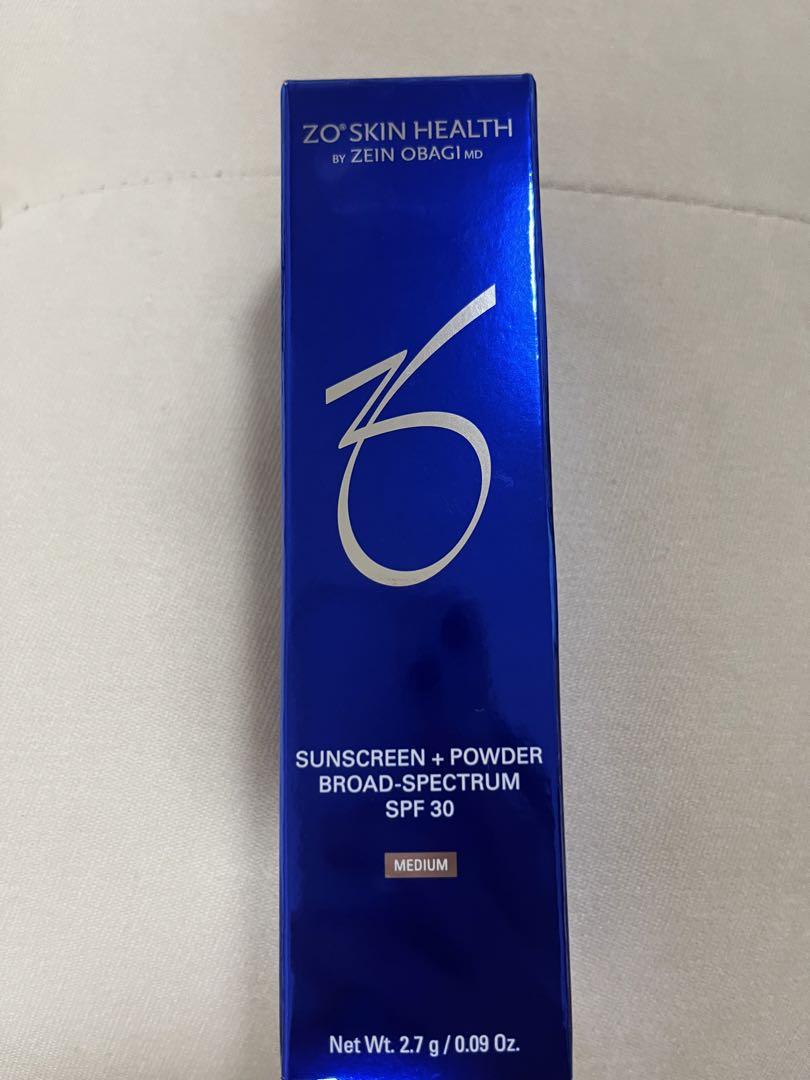 ZO® SKIN HEALTH
BY ZEIN OBAGI MD
SUNSCREEN + POWDER
BROAD-SPECTRUM
SPF 30
MEDIUM
Net Wt. 2.7 g / 0.09 Oz.